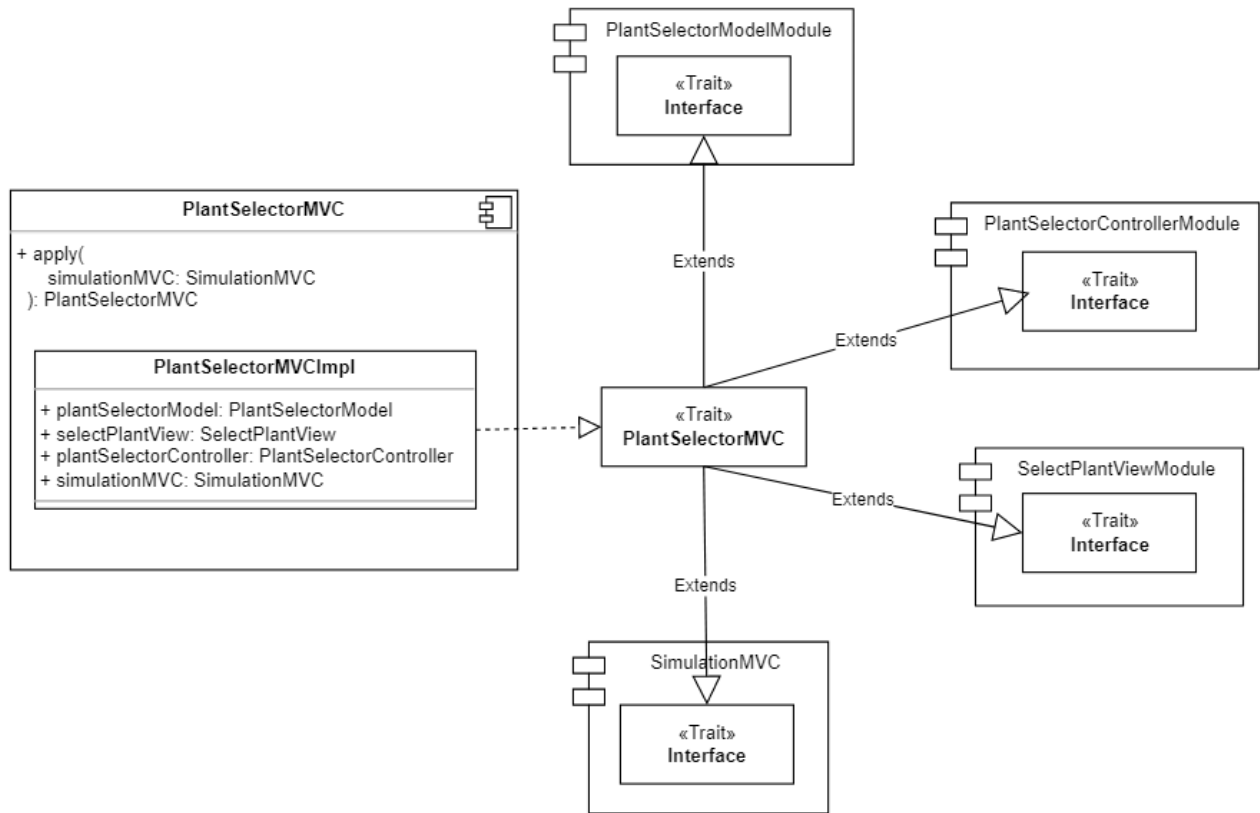 PlantSelectorModelModule
«Trait»
Interface
PlantSelectorMVC
+ apply(
simulationMVC: SimulationMVC
): PlantSelectorMVC
PlantSelectorMVCImpl
+ plantSelectorModel: PlantSelectorModel
+ selectPlantView: SelectPlantView
+ plantSelectorController: PlantSelectorController
+ simulationMVC: SimulationMVC
Extends
PlantSelectorControllerModule
«Trait»
Interface
Extends
«Trait»
PlantSelectorMVC
SelectPlantViewModule
«Trait»
Interface
Extends
Extends
SimulationMVC
«Trait»
Interface